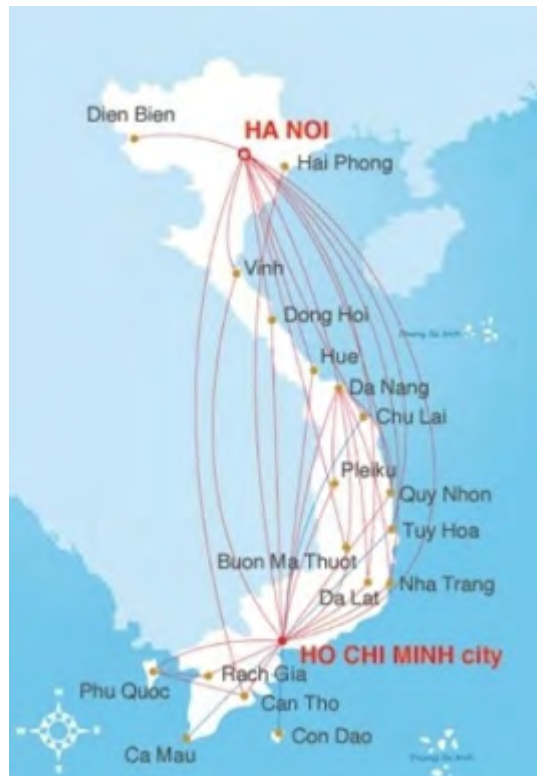 Dien Bien
HA NOI
Hai Phong
Vinh
Dong Hoi
Hue
Da Nang
Chu Lai
Pleiku
Quy Nhon
Tuy Hoa
Buon Ma Thuot
Da Lat
Nha Trang
HO CHI MINH city
Rach Gia
Phu Quoc
Can Tho
Con Dao
Ca Mau
N